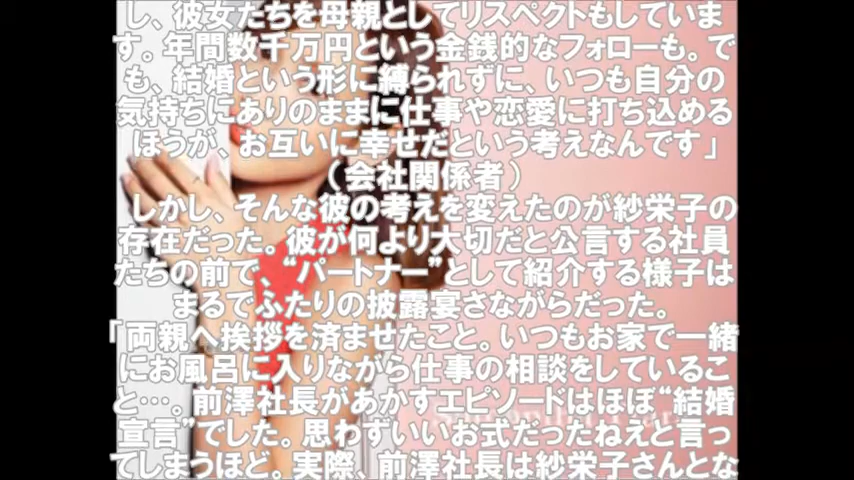 し、彼女たちを母親としてリスペクトもしていま
す。年間数千万円という金銭的なフォローも。で
も、結婚という形に縛られずに、いつも自分の
気持ちにありのままに仕事や恋愛に打ち込める
ほうが、お互いに幸せだという考えなんです」
（会社関係者）
しかし、そんな彼の考えを変えたのが紗栄子の
存在だった。彼が何より大切だと公言する社員
たちの前で、“パートナー”として紹介する様子は
まるでふたりの披露宴さながらだった。
「両親へ挨拶を済ませたこと。いつもお家で一緒
にお風呂に入りながら仕事の相談をしているこ
と…。前澤社長があかすエピソードはほぼ“結婚
宣言”でした。思わずいいお式だったねえと言っ
てしまうほど。実際、前澤社長は紗栄子さんとな